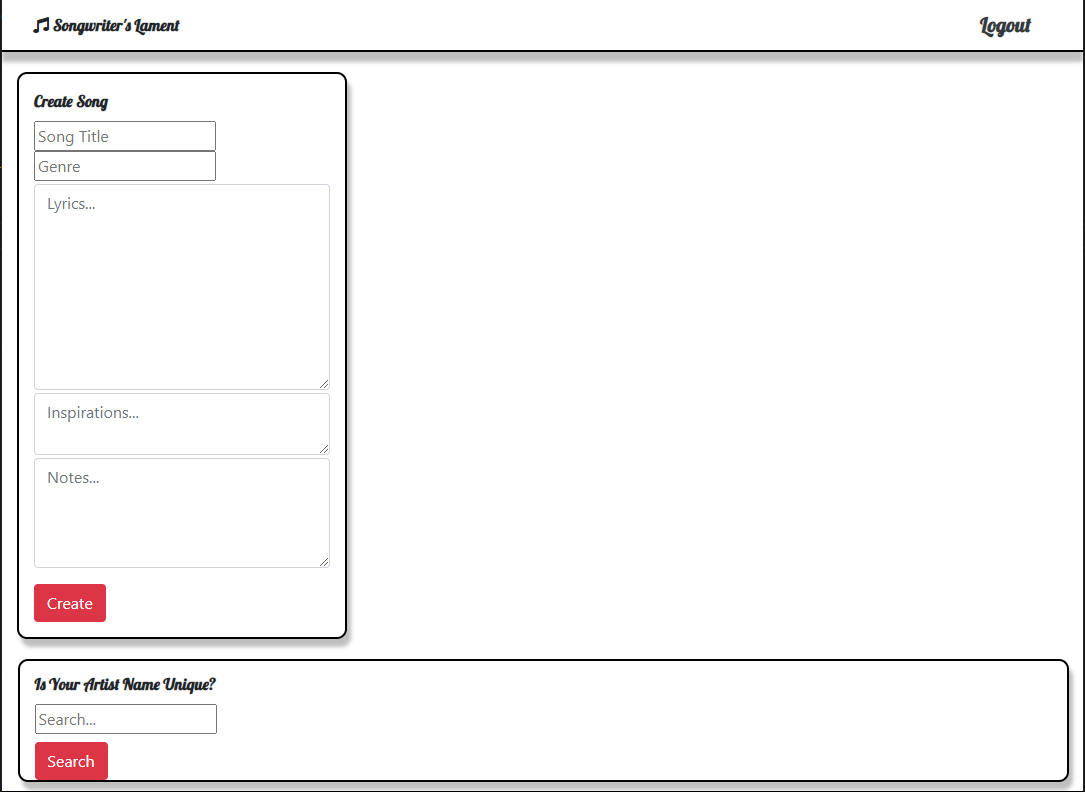 Songwriter's Lament
Logout
Create Song
Song Title
Genre
Lyrics...
Inspirations...
Notes...
Create
Is Your Artist Name Unique?
Search...
Search